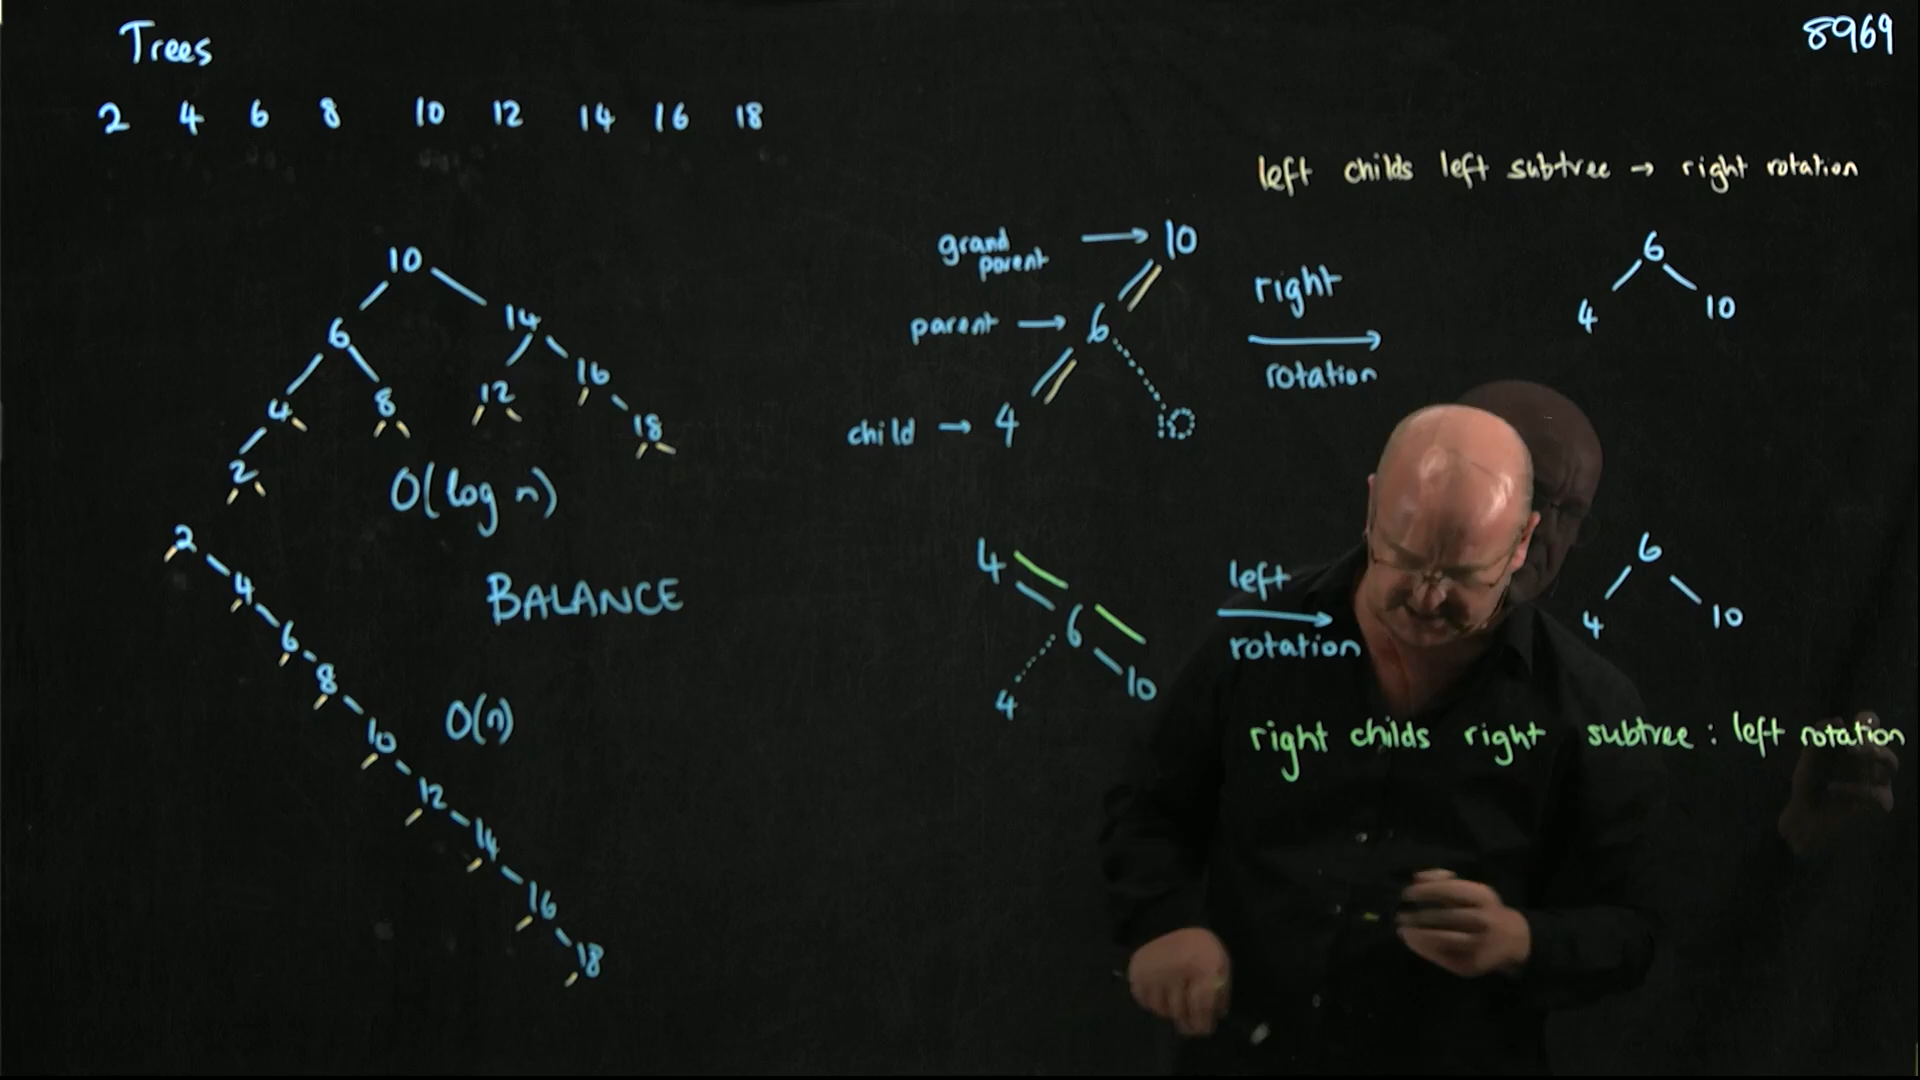 Trees
8969
2 4 6 8 10 12 14 16 18
left childs left subtree → right rotation
10
6 14
4 8 12 16
2 18
O(log n)
2
4
6
8
10
12
14
16
18
BALANCE
O(n)
grand parent → 10
parent → 6
child → 4 10
right
rotation
6
4 10
4
6
4 10
left
rotation
6
4 10
right childs right subtree : left rotation